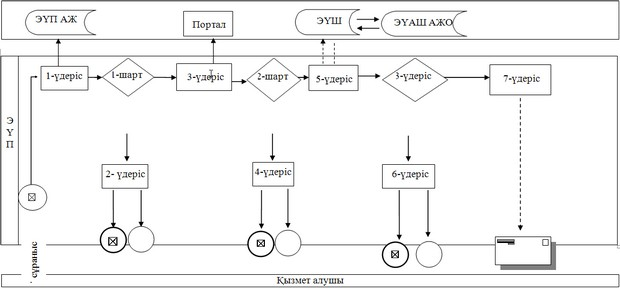 ЭҮП АЖ
Портал
ЭҮШ
ЭҮАШ АЖО
Э
Ү
П
1-үдеріс
1-шарт
3-үдеріс
2-шарт
5-үдеріс
3-үдеріс
7-үдеріс
2- үдеріс
4-үдеріс
6-үдеріс
сұраныс
Қызмет алушы